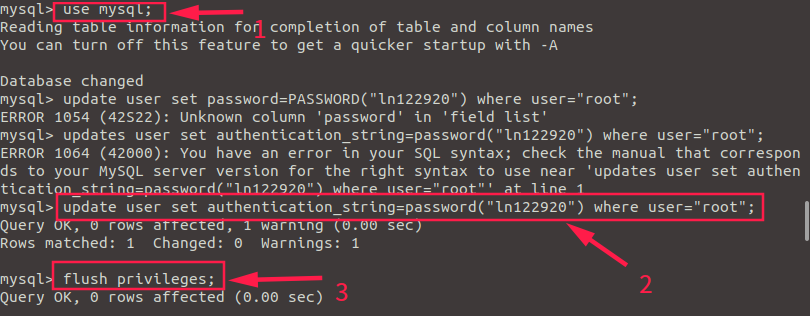 mysql> use mysql;
1
Reading table information for completion of table and column names
You can turn off this feature to get a quicker startup with -A
Database changed
mysql> update user set password=PASSWORD("ln122920") where user="root";
ERROR 1054 (42S22): Unknown column 'password' in 'field list'
mysql> updates user set authentication_string=password("ln122920") where user="root";
ERROR 1064 (42000): You have an error in your SQL syntax; check the manual that correspon
ds to your MySQL server version for the right syntax to use near 'updates user set authen
tication_string=password("ln122920") where user="root"' at line 1
mysql> update user set authentication_string=password("ln122920") where user="root";
Query OK, 0 rows affected, 1 warning (0.00 sec)
Rows matched: 1  Changed: 0  Warnings: 1
2
mysql> flush privileges;
3
Query OK, 0 rows affected (0.00 sec)